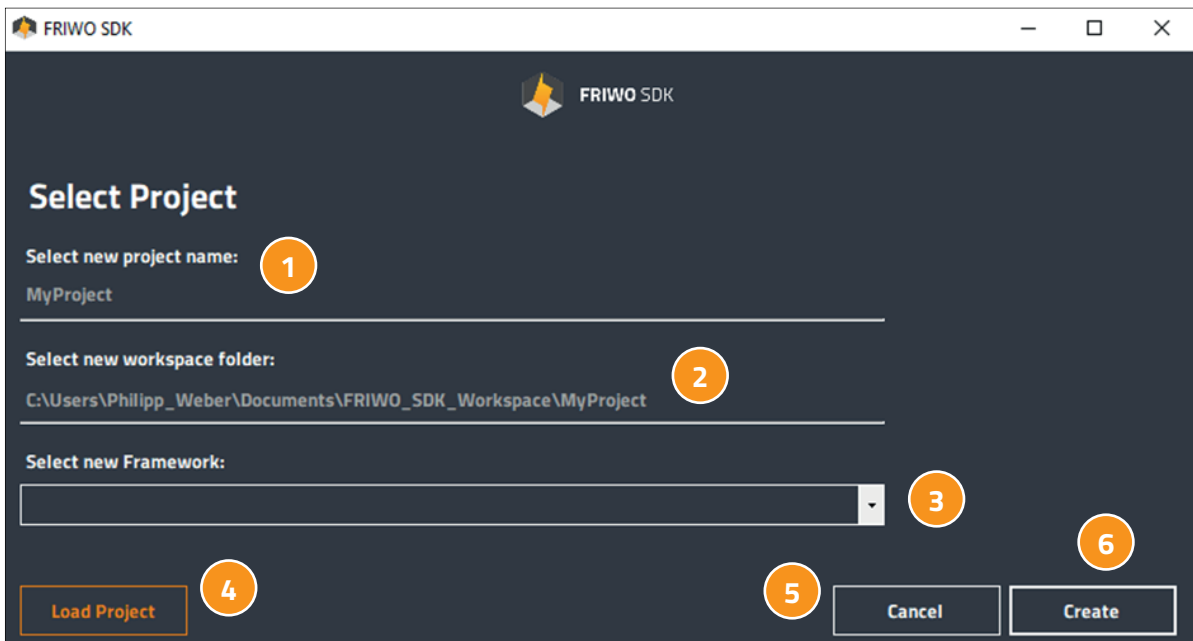 FRIWO SDK
FRIWO SDK
Select Project
Select new project name:
1
MyProject
Select new workspace folder:
2
C:\Users\Philipp_Weber\Documents\FRIWO_SDK_Workspace\MyProject
Select new Framework:
3
6
4
5
Load Project
Cancel
Create